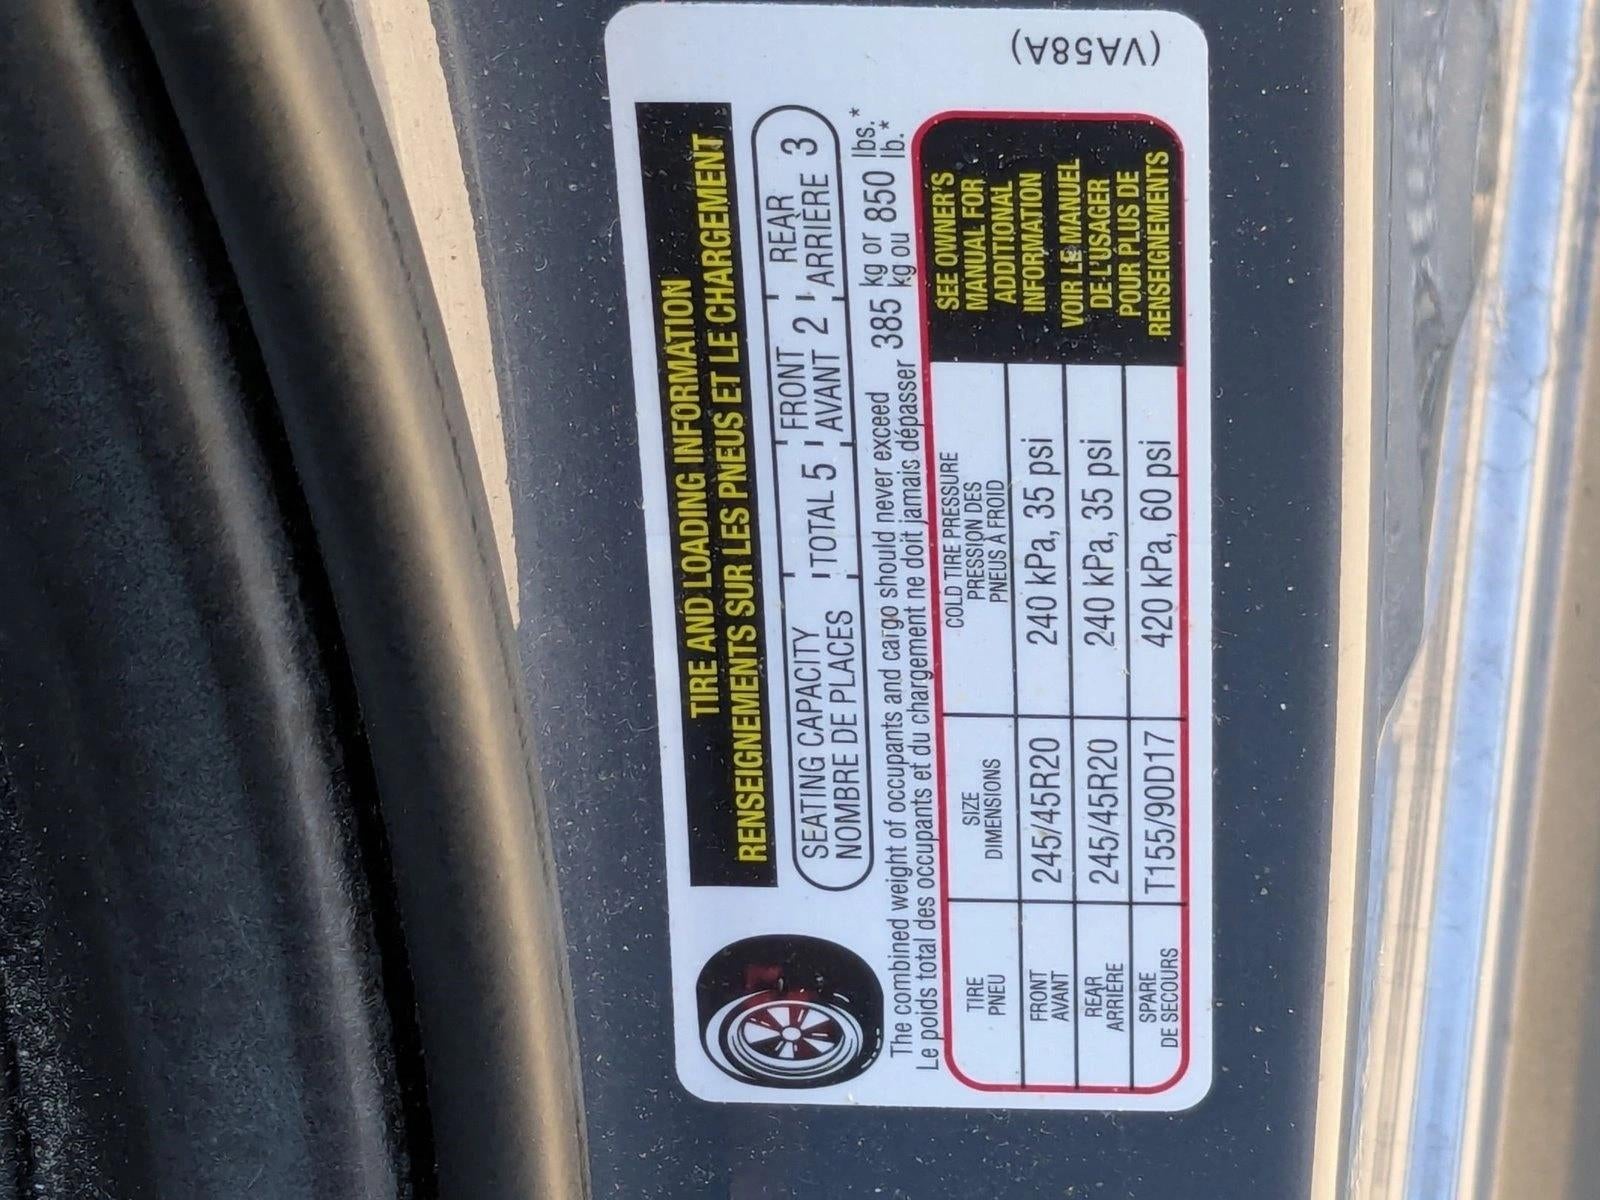 TIRE AND LOADING INFORMATION
RENSEIGNEMENTS SUR LES PNEUS ET LE CHARGEMENT
SEATING CAPACITY TOTAL 5 FRONT 2 REAR 3
NOMBRE DE PLACES AVANT ARRIÈRE
The combined weight of occupants and cargo should never exceed 385 kg or 850 lbs.*
Le poids total des occupants et du chargement ne doit jamais dépasser kg ou lb.*
TIRE SIZE COLD TIRE PRESSURE
PNEU DIMENSIONS PRESSION DES
PNEUS À FROID
FRONT 245/45R20 240 kPa, 35 psi
AVANT
REAR 245/45R20 240 kPa, 35 psi
ARRIÈRE
SPARE T155/90D17 420 kPa, 60 psi
DE SECOURS
SEE OWNER'S
MANUAL FOR
ADDITIONAL
INFORMATION
VOIR LE MANUEL
DE L'USAGER
POUR PLUS DE
RENSEIGNEMENTS
(VA58A)